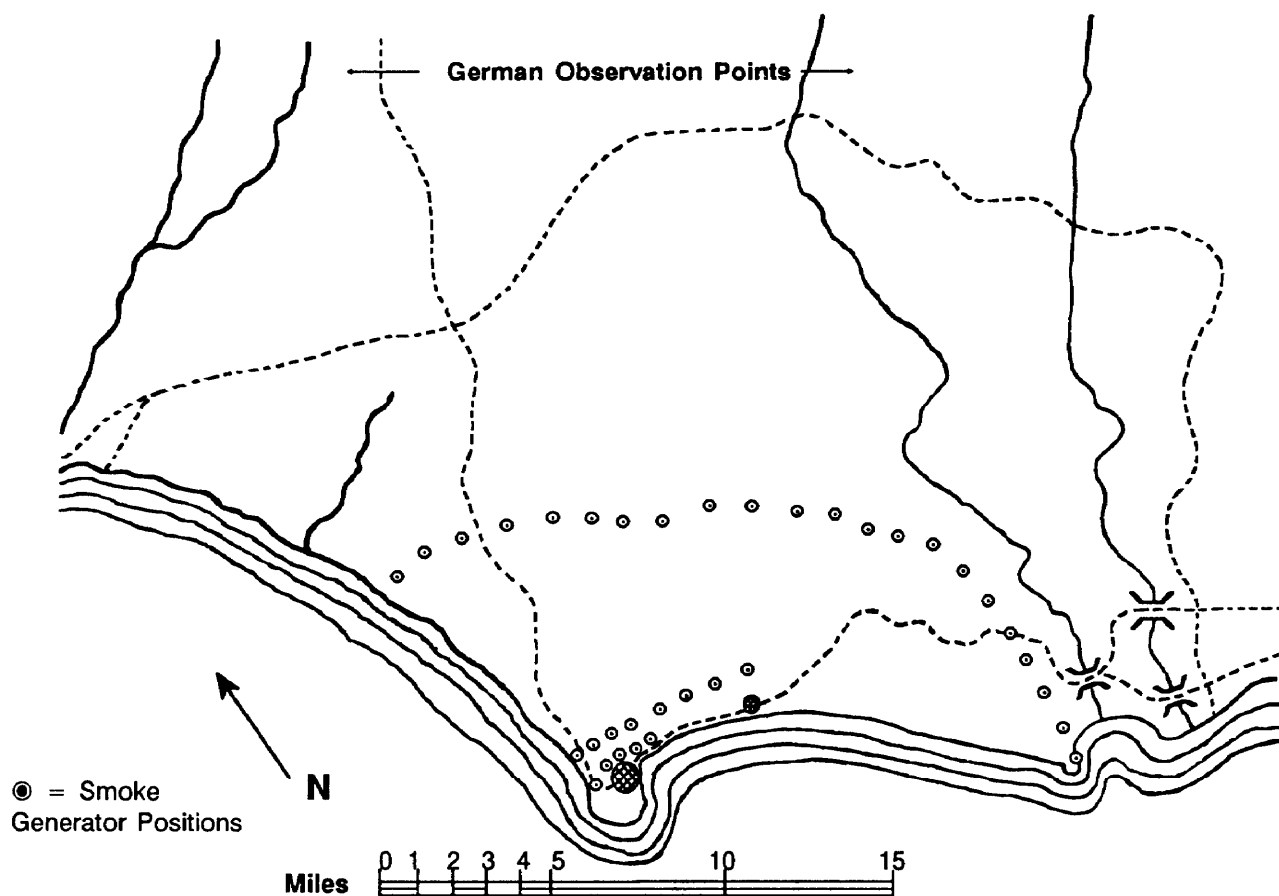 German Observation Points
N
= Smoke
Generator Positions
0 1 2 3 4 5 10 15
Miles